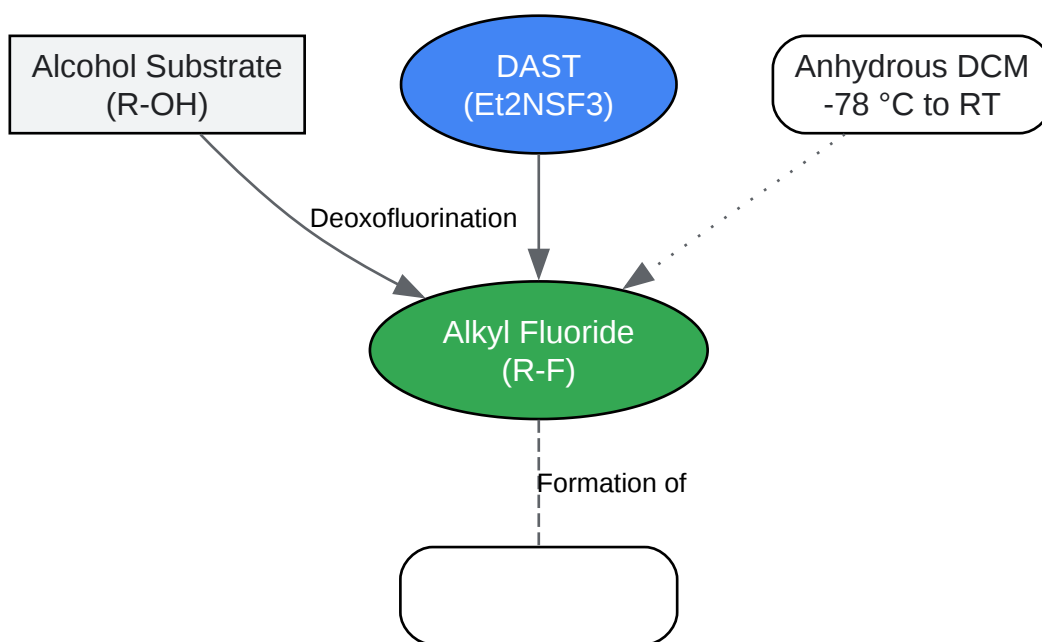 Alcohol Substrate
(R-OH)
DAST
(Et2NSF3)
Anhydrous DCM
-78 °C to RT
Deoxofluorination
Alkyl Fluoride
(R-F)
Formation of